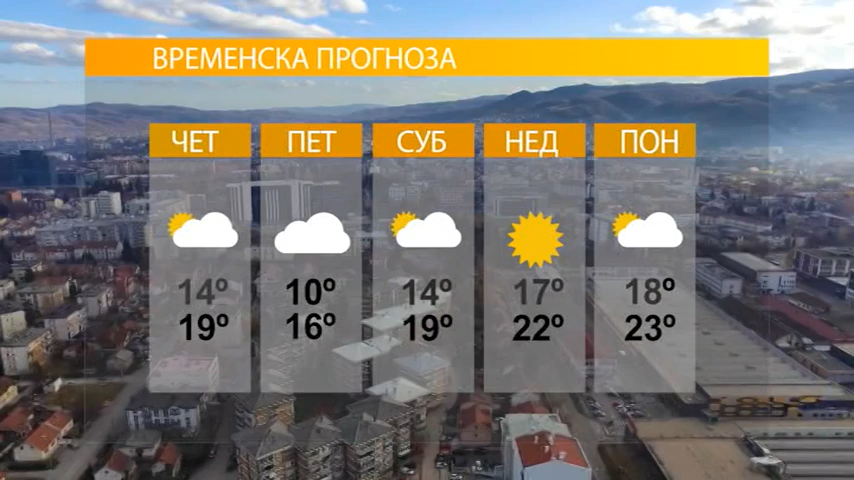 ВРЕМЕНСКА ПРОГНОЗА
ЧЕТ ПЕТ СУБ НЕД ПОН
14º 10º 14º 17º 18º
19º 16º 19º 22º 23º